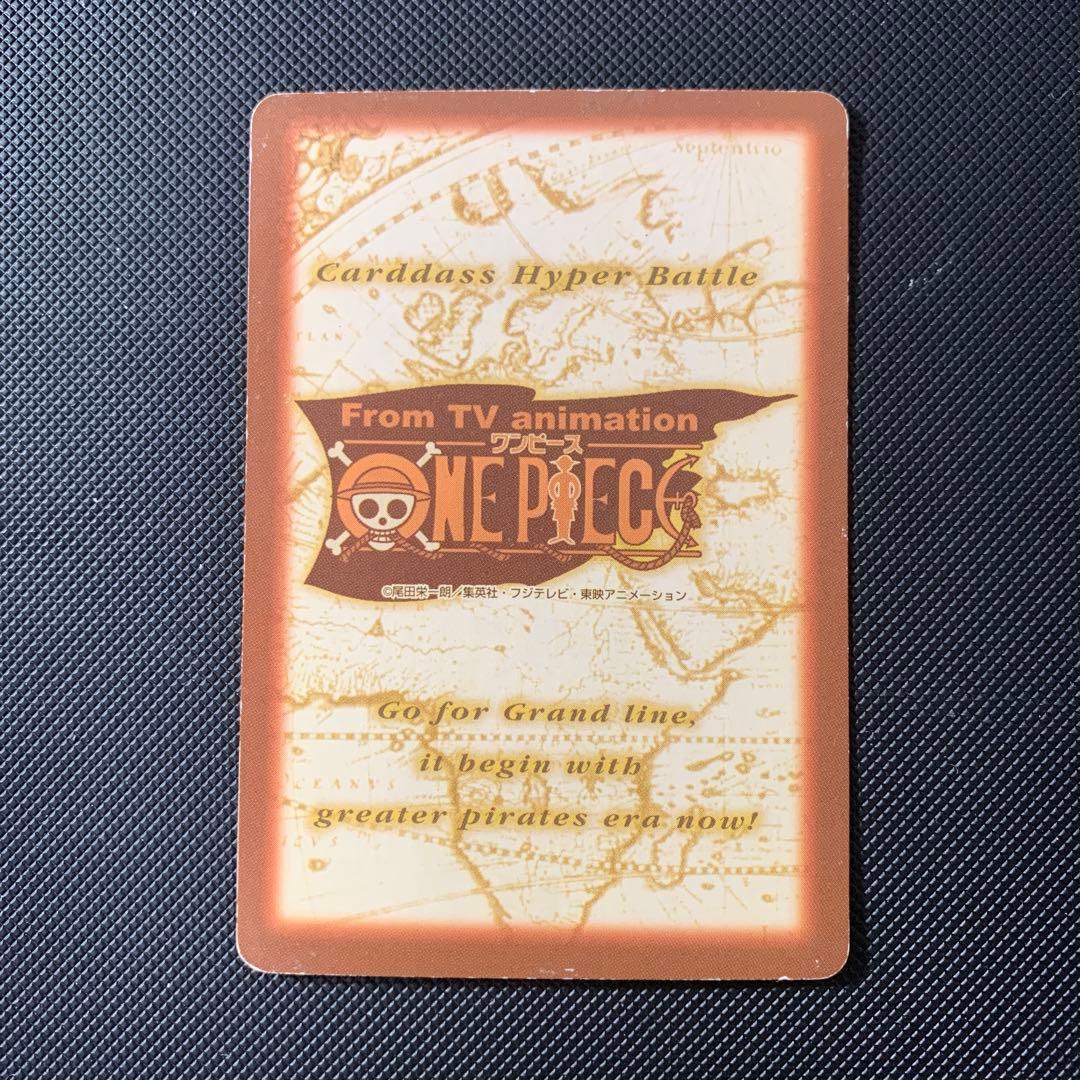 Septentrio
Carddass Hyper Battle
TLAN
From TV animation
ワンピース
ONE PIECE
©尾田栄一郎/集英社・フジテレビ・東映アニメーション
Go for Grand line,
it begin with
OCEANVS
greater pirates era now!